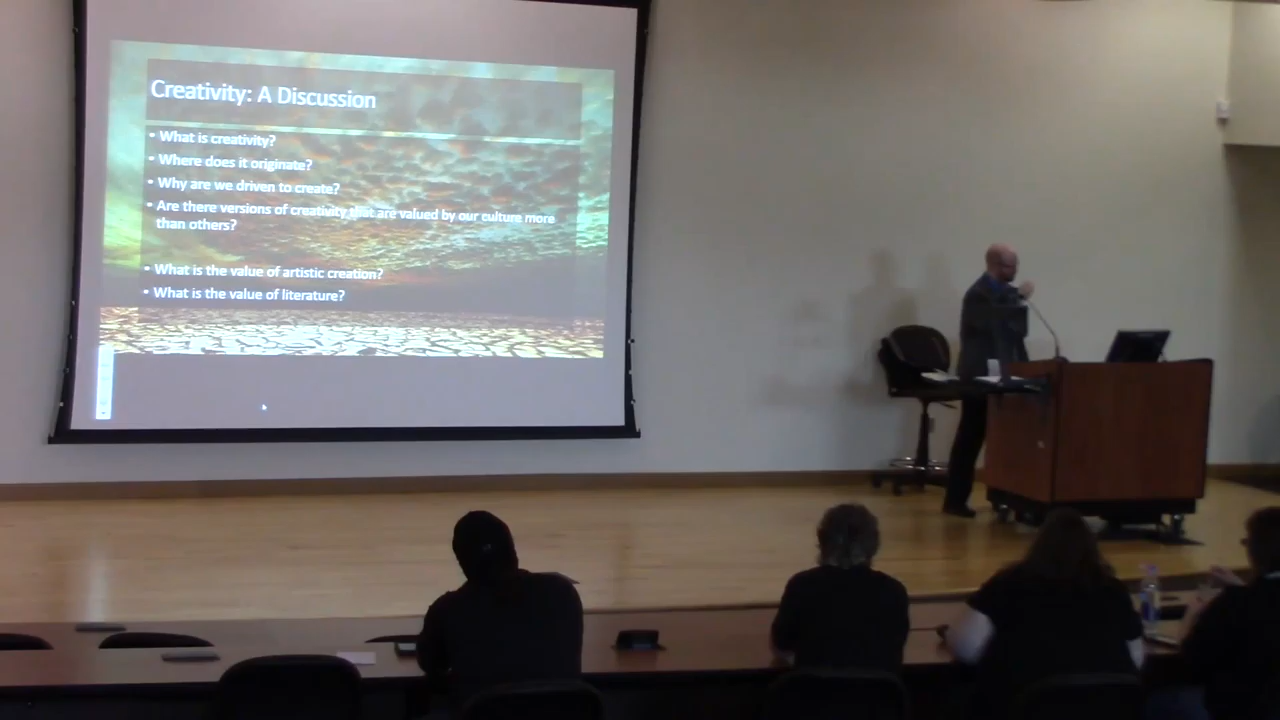 Creativity: A Discussion
• What is creativity?
• Where does it originate?
• Why are we driven to create?
• Are there versions of creativity that are valued by our culture more
than others?
• What is the value of artistic creation?
• What is the value of literature?